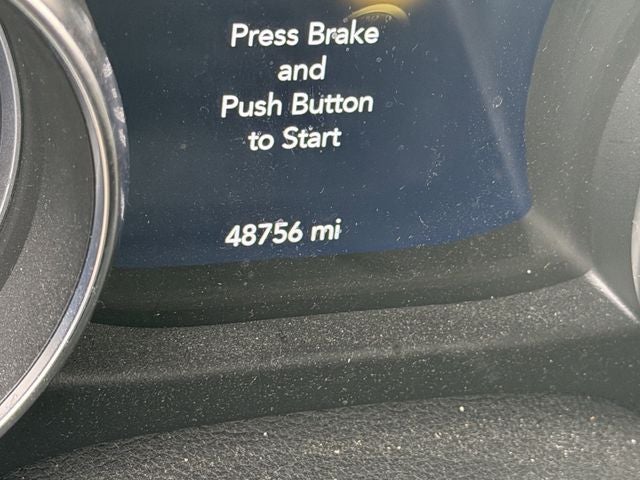 Press Brake
and
Push Button
to Start
48756 mi